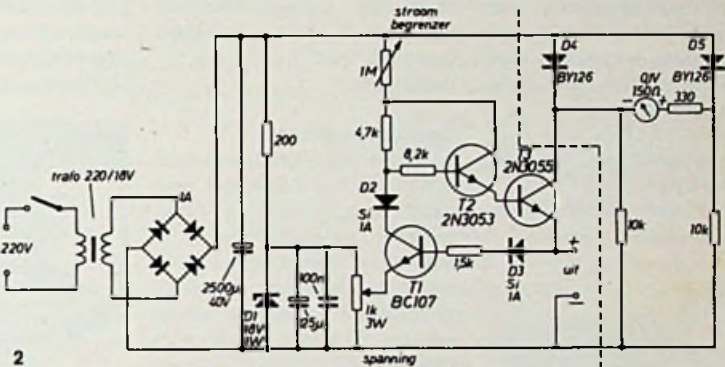 stroom
begrenzer
1M
D4
BY126
D5
BY126
0,1V
150Ω
330
200
4,7k
8,2k
T2
2N3053
2N3055
trafo 220/18V
1A
D2
Si
1A
220V
2500µ
40V
D1
18V
1W
125µ
100n
1k
3W
T1
BC107
1,5k
D3
Si
1A
+
uit
−
10k
10k
spanning
2